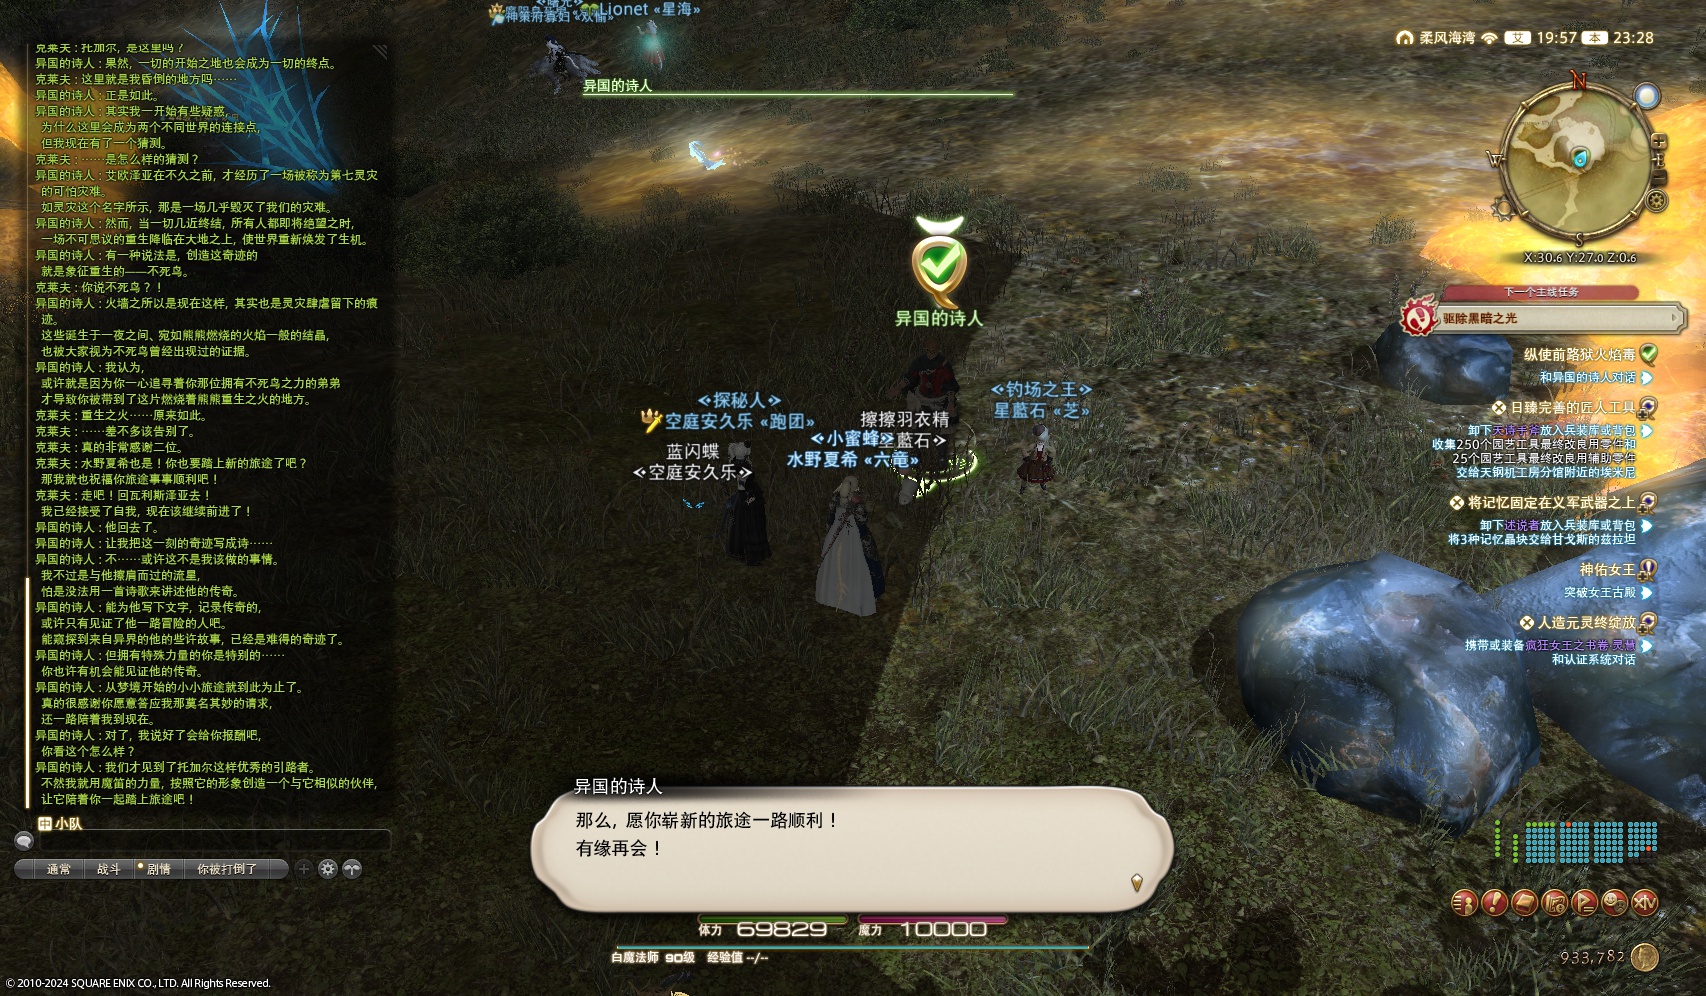 克莱夫：托加尔，是这里吗？
异国的诗人：果然，一切的开始之地也会成为一切的终点。
克莱夫：这里就是我昏倒的地方吗……
异国的诗人：正是如此。
异国的诗人：其实我一开始有些疑惑，
为什么这里会成为两个不同世界的连接点，
但我现在有了一个猜测。
克莱夫：……是怎么样的猜测？
异国的诗人：艾欧泽亚在不久之前，才经历了一场被称为第七灵灾
的可怕灾难。
如灵灾这个名字所示，那是一场几乎毁灭了我们的灾难。
异国的诗人：然而，当一切几近终结，所有人都即将绝望之时，
一场不可思议的重生降临在大地之上，使世界重新焕发了生机。
异国的诗人：有一种说法是，创造这奇迹的
就是象征重生的——不死鸟。
克莱夫：你说不死鸟？！
异国的诗人：火墙之所以是现在这样，其实也是灵灾肆虐留下的痕
迹。
这些诞生于一夜之间、宛如熊熊燃烧的火焰一般的结晶，
也被大家视为不死鸟曾经出现过的证据。
异国的诗人：我认为，
或许就是因为你一心追寻着你那位拥有不死鸟之力的弟弟
才导致你被带到了这片燃烧着熊熊重生之火的地方。
克莱夫：重生之火……原来如此。
克莱夫：……差不多该告别了。
克莱夫：真的非常感谢二位。
克莱夫：水野夏希也是！你也要踏上新的旅途了吧？
那我就也祝福你旅途事事顺利吧！
克莱夫：走吧！回瓦利斯泽亚去！
我已经接受了自我，现在该继续前进了！
异国的诗人：他回去了。
异国的诗人：让我把这一刻的奇迹写成诗……
异国的诗人：不……或许这不是我该做的事情。
我不过是与他擦肩而过的流星，
怕是没法用一首诗歌来讲述他的传奇。
异国的诗人：能为他写下文字，记录传奇的，
或许只有见证了他一路冒险的人吧。
能窥探到来自异界的他的些许故事，已经是难得的奇迹了。
异国的诗人：但拥有特殊力量的你是特别的……
你也许有机会能见证他的传奇。
异国的诗人：从梦境开始的小小旅途就到此为止了。
真的很感谢你愿意答应我那莫名其妙的请求，
还一路陪着我到现在。
异国的诗人：对了，我说好了会给你报酬吧，
你看这个怎么样？
异国的诗人：我们才见到了托加尔这样优秀的引路者。
不然我就用魔笛的力量，按照它的形象创造一个与它相似的伙伴，
让它陪着你一起踏上旅途吧！
中 小队
通常 战斗 剧情 你被打倒了
Lionet «星海»
异国的诗人
异国的诗人
<探秘人>
空庭安久乐 «跑团»
蓝闪蝶
<空庭安久乐>
擦擦羽衣精
<小蜜蜂>
水野夏希 «六竜»
<钓场之王>
星蓝石 «芝»
异国的诗人
那么，愿你崭新的旅途一路顺利！
有缘再会！
体力 69829 魔力 10000
白魔法师 90级 经验值 --/--
柔风海湾 艾 19:57 本 23:28
N
W
E
S
X:30.6 Y:27.0 Z:0.6
下一个主线任务
驱除黑暗之光
纵使前路狱火焰毒
和异国的诗人对话
日臻完善的匠人工具
卸下天诗手斧放入兵装库或背包
收集250个园艺工具最终改良用零件和
25个园艺工具最终改良用辅助零件
交给天钢机工房分馆附近的埃米尼
将记忆固定在义军武器之上
卸下述说者放入兵装库或背包
将3种记忆晶块交给甘戈斯的兹拉坦
神佑女王
突破女王古殿
人造元灵终绽放
携带或装备疯狂女王之书卷·灵慧
和认证系统对话
933,782
© 2010-2024 SQUARE ENIX CO., LTD. All Rights Reserved.